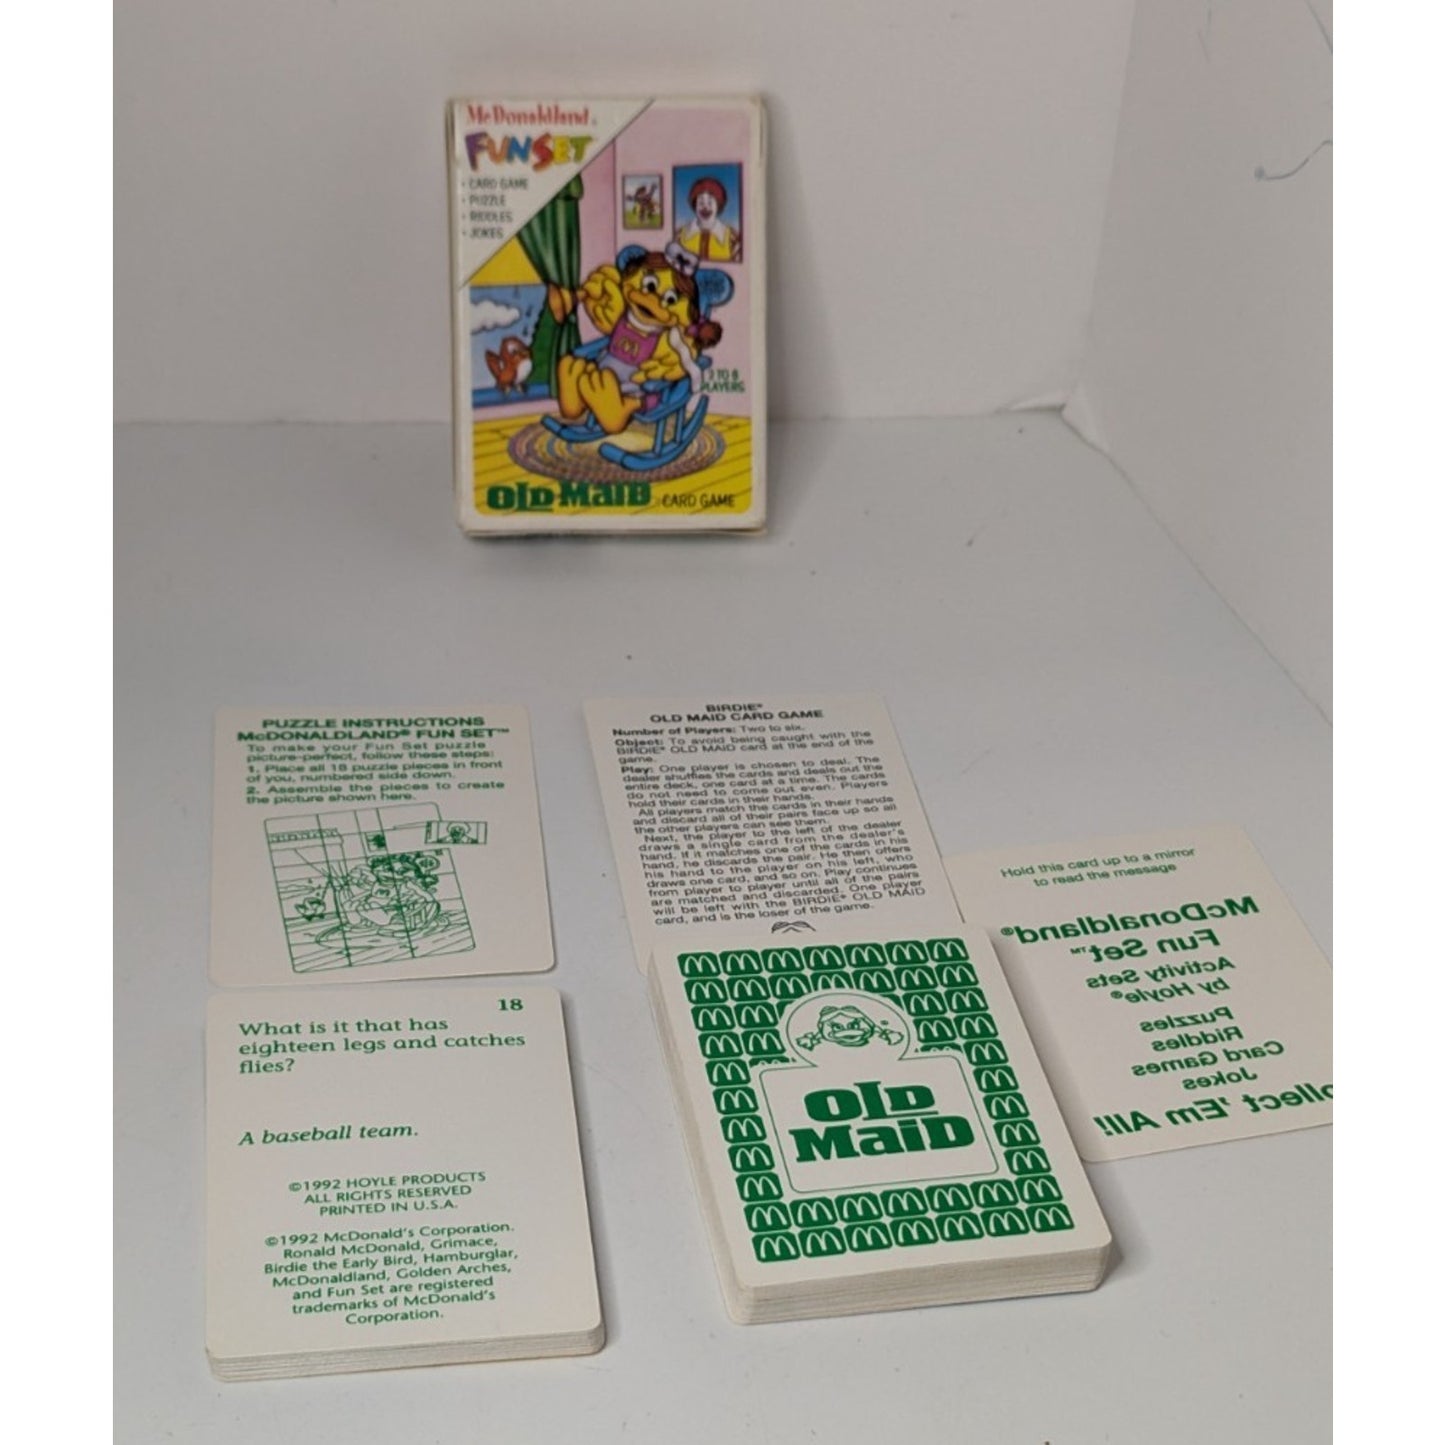 McDonaldland®
FUN SET
• CARD GAME
• PUZZLE
• RIDDLES
• JOKES
2 TO 6
PLAYERS
OLD MAID CARD GAME
PUZZLE INSTRUCTIONS
McDONALDLAND® FUN SET™
To make your Fun Set puzzle
picture-perfect, follow these steps:
1. Place all 18 puzzle pieces in front
of you, numbered side down.
2. Assemble the pieces to create
the picture shown here.
BIRDIE®
OLD MAID CARD GAME
Number of Players: Two to six.
Object: To avoid being caught with the
BIRDIE® OLD MAID card at the end of the
game.
Play: One player is chosen to deal. The
dealer shuffles the cards and deals out the
entire deck, one card at a time. The cards
do not need to come out even. Players
hold their cards in their hands.
All players match the cards in their hands
and discard all of their pairs face up so all
the other players can see them.
Next, the player to the left of the dealer
draws a single card from the dealer's
hand. If it matches one of the cards in his
hand, he discards the pair. He then offers
his hand to the player on his left, who
draws one card, and so on. Play continues
from player to player until all of the pairs
are matched and discarded. One player
will be left with the BIRDIE® OLD MAID
card, and is the loser of the game.
Hold this card up to a mirror
to read the message
McDonaldland®
Fun Set™
Activity Sets
by Hoyle®
Puzzles
Riddles
Card Games
Jokes
ollect 'Em All!
18
What is it that has
eighteen legs and catches
flies?
A baseball team.
©1992 HOYLE PRODUCTS
ALL RIGHTS RESERVED
PRINTED IN U.S.A.
©1992 McDonald's Corporation.
Ronald McDonald, Grimace,
Birdie the Early Bird, Hamburglar,
McDonaldland, Golden Arches,
and Fun Set are registered
trademarks of McDonald's
Corporation.
OLD
MAID